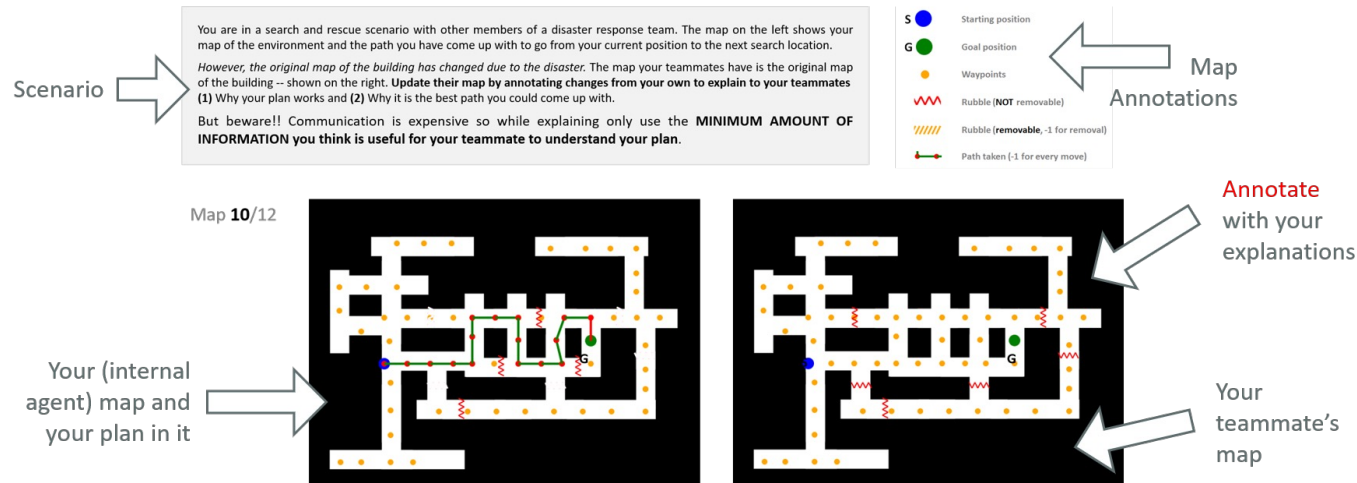 You are in a search and rescue scenario with other members of a disaster response team. The map on the left shows your
map of the environment and the path you have come up with to go from your current position to the next search location.
However, the original map of the building has changed due to the disaster. The map your teammates have is the original map
of the building -- shown on the right. Update their map by annotating changes from your own to explain to your teammates
(1) Why your plan works and (2) Why it is the best path you could come up with.
But beware!! Communication is expensive so while explaining only use the MINIMUM AMOUNT OF
INFORMATION you think is useful for your teammate to understand your plan.
Scenario
S
Starting position
G
Goal position
Waypoints
Rubble (NOT removable)
Rubble (removable, -1 for removal)
Path taken (-1 for every move)
Map
Annotations
Map 10/12
Annotate
with your
explanations
G
G
Your (internal
agent) map and
your plan in it
Your
teammate's
map